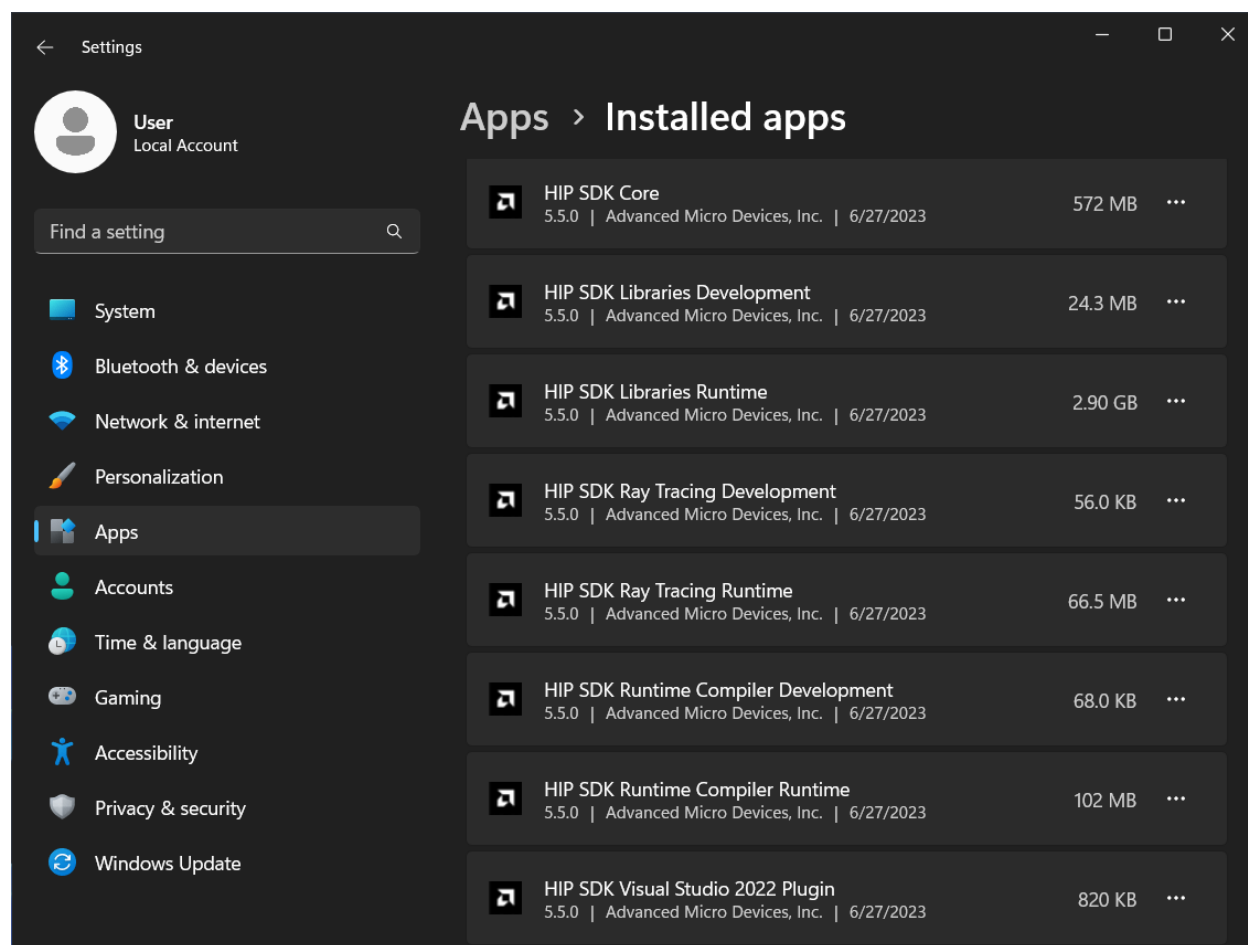 Settings
User
Local Account
Find a setting
System
Bluetooth & devices
Network & internet
Personalization
Apps
Accounts
Time & language
Gaming
Accessibility
Privacy & security
Windows Update
Apps > Installed apps
HIP SDK Core
5.5.0 | Advanced Micro Devices, Inc. | 6/27/2023
572 MB
HIP SDK Libraries Development
5.5.0 | Advanced Micro Devices, Inc. | 6/27/2023
24.3 MB
HIP SDK Libraries Runtime
5.5.0 | Advanced Micro Devices, Inc. | 6/27/2023
2.90 GB
HIP SDK Ray Tracing Development
5.5.0 | Advanced Micro Devices, Inc. | 6/27/2023
56.0 KB
HIP SDK Ray Tracing Runtime
5.5.0 | Advanced Micro Devices, Inc. | 6/27/2023
66.5 MB
HIP SDK Runtime Compiler Development
5.5.0 | Advanced Micro Devices, Inc. | 6/27/2023
68.0 KB
HIP SDK Runtime Compiler Runtime
5.5.0 | Advanced Micro Devices, Inc. | 6/27/2023
102 MB
HIP SDK Visual Studio 2022 Plugin
5.5.0 | Advanced Micro Devices, Inc. | 6/27/2023
820 KB